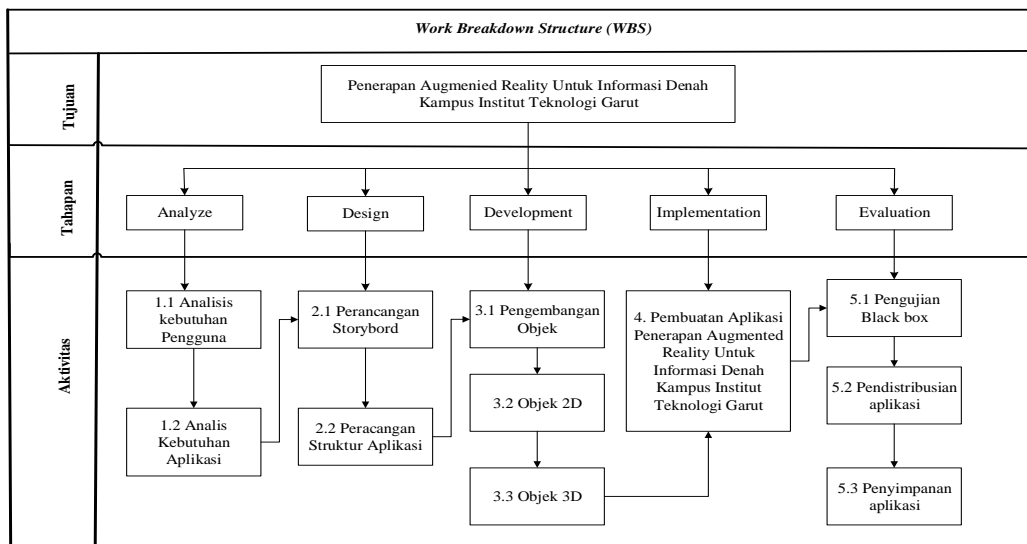 Work Breakdown Structure (WBS)
Tujuan
Penerapan Augmenied Reality Untuk Informasi Denah
Kampus Institut Teknologi Garut
Tahapan
Analyze
Design
Development
Implementation
Evaluation
Aktivitas
1.1 Analisis
kebutuhan
Pengguna
1.2 Analis
Kebutuhan
Aplikasi
2.1 Perancangan
Storybord
2.2 Peracangan
Struktur Aplikasi
3.1 Pengembangan
Objek
3.2 Objek 2D
3.3 Objek 3D
4. Pembuatan Aplikasi
Penerapan Augmented
Reality Untuk
Informasi Denah
Kampus Institut
Teknologi Garut
5.1 Pengujian
Black box
5.2 Pendistribusian
aplikasi
5.3 Penyimpanan
aplikasi